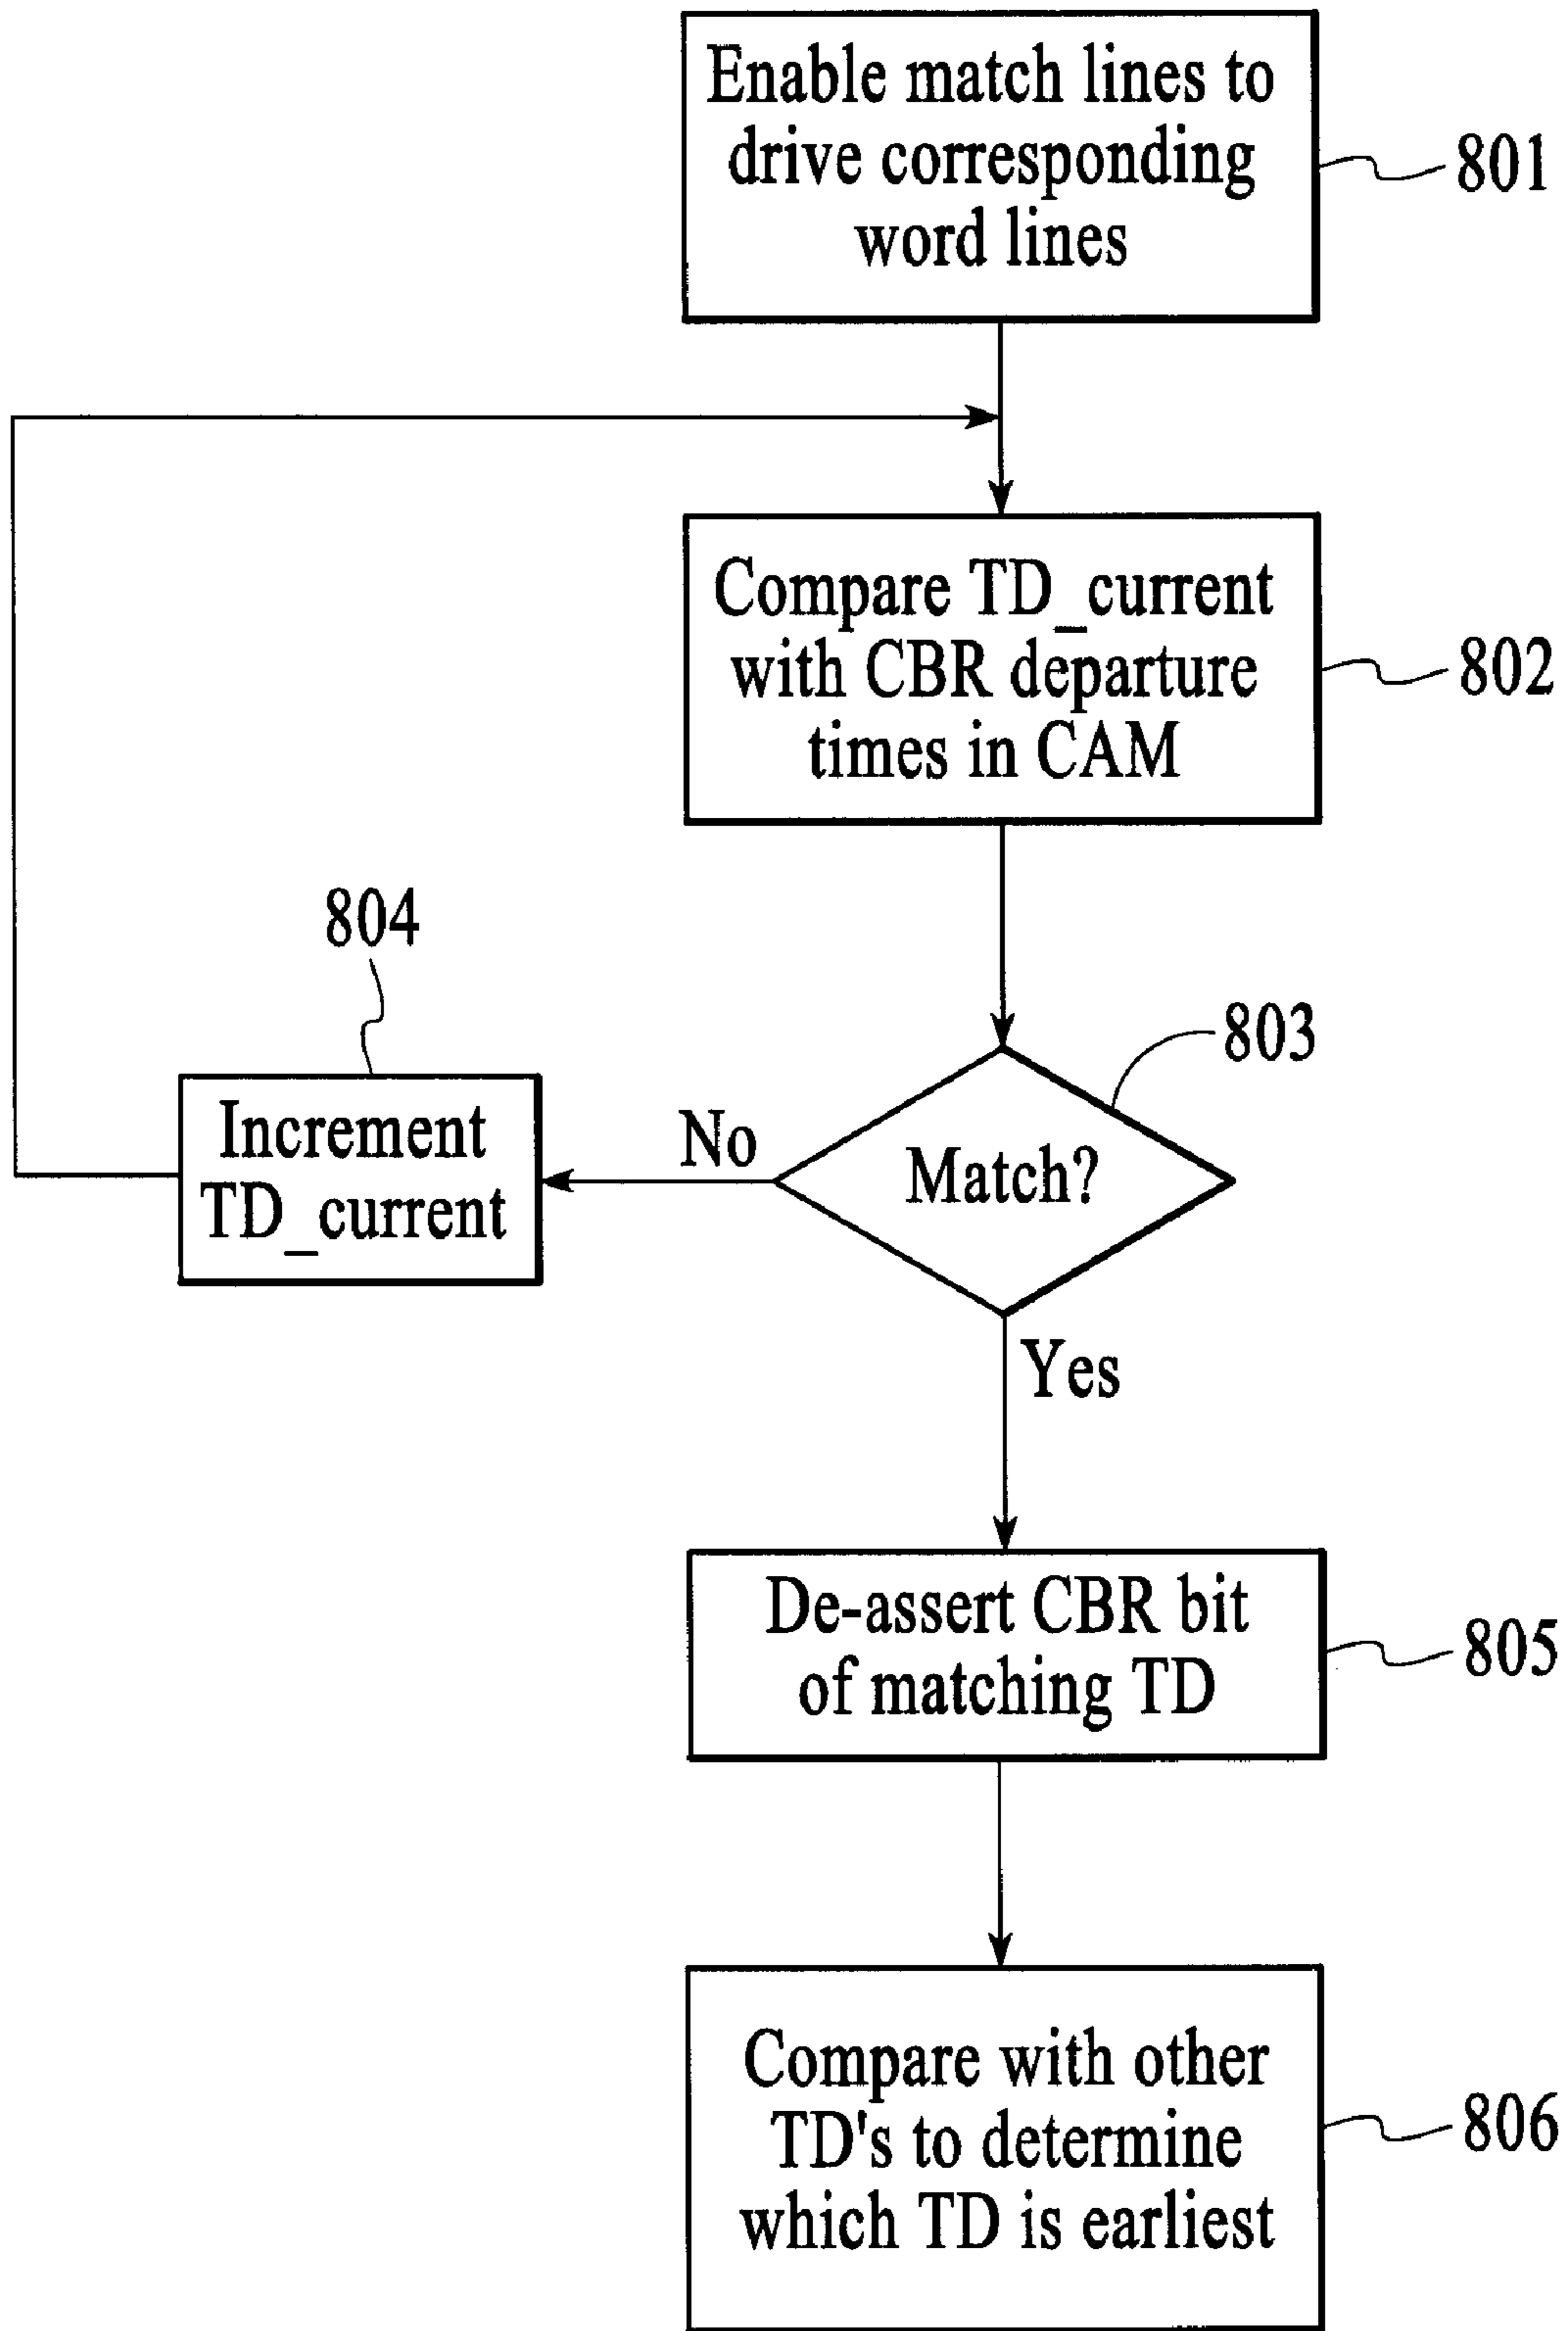 Enable match lines to
drive corresponding
word lines
801
Compare TD_current
with CBR departure
times in CAM
802
804
803
Increment
TD_current
No
Match?
Yes
De-assert CBR bit
of matching TD
805
Compare with other
TD's to determine
which TD is earliest
806